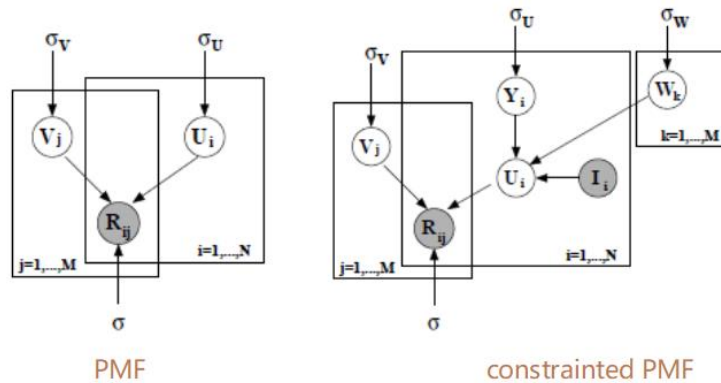 σV
σU
Vj
Ui
Rij
j=1,...,M
i=1,...,N
σ
PMF
σU
σW
σV
Yi
Wk
k=1,...,M
Vj
Ui
Ii
Rij
j=1,...,M
i=1,...,N
σ
constrainted PMF